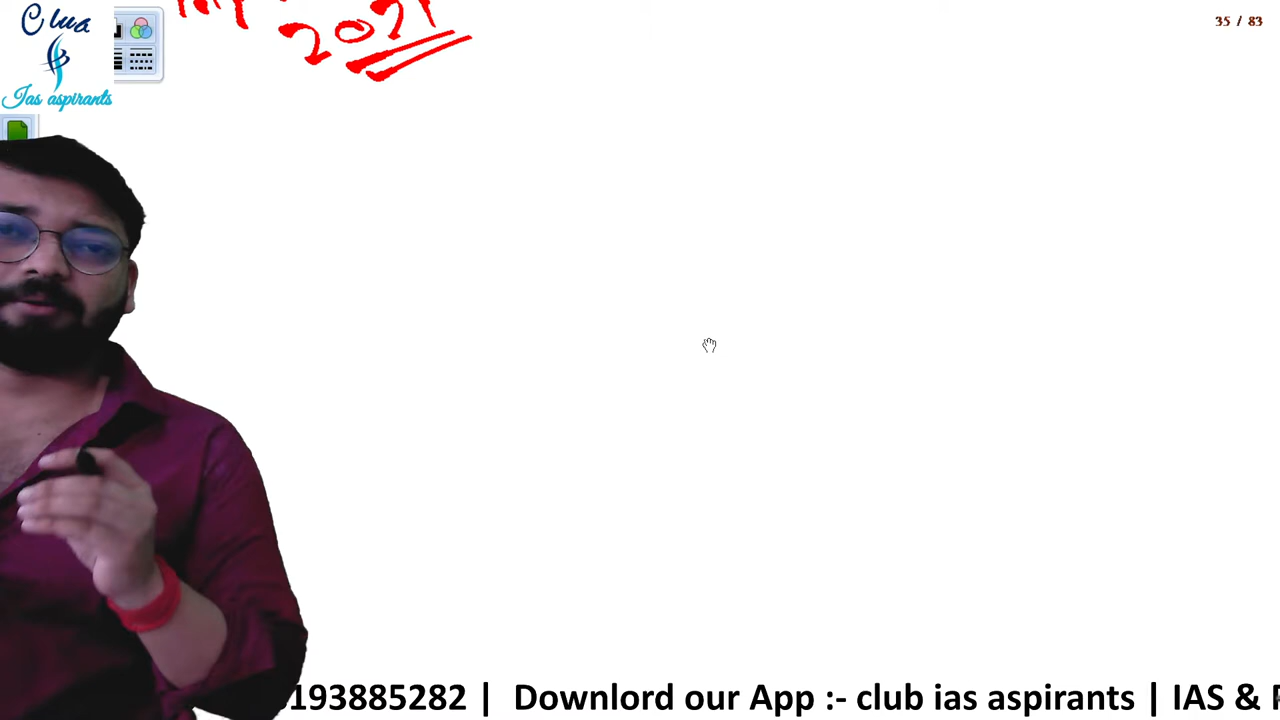 Club
Ias aspirants
2021
35 / 83
193885282 | Downlord our App :- club ias aspirants | IAS &